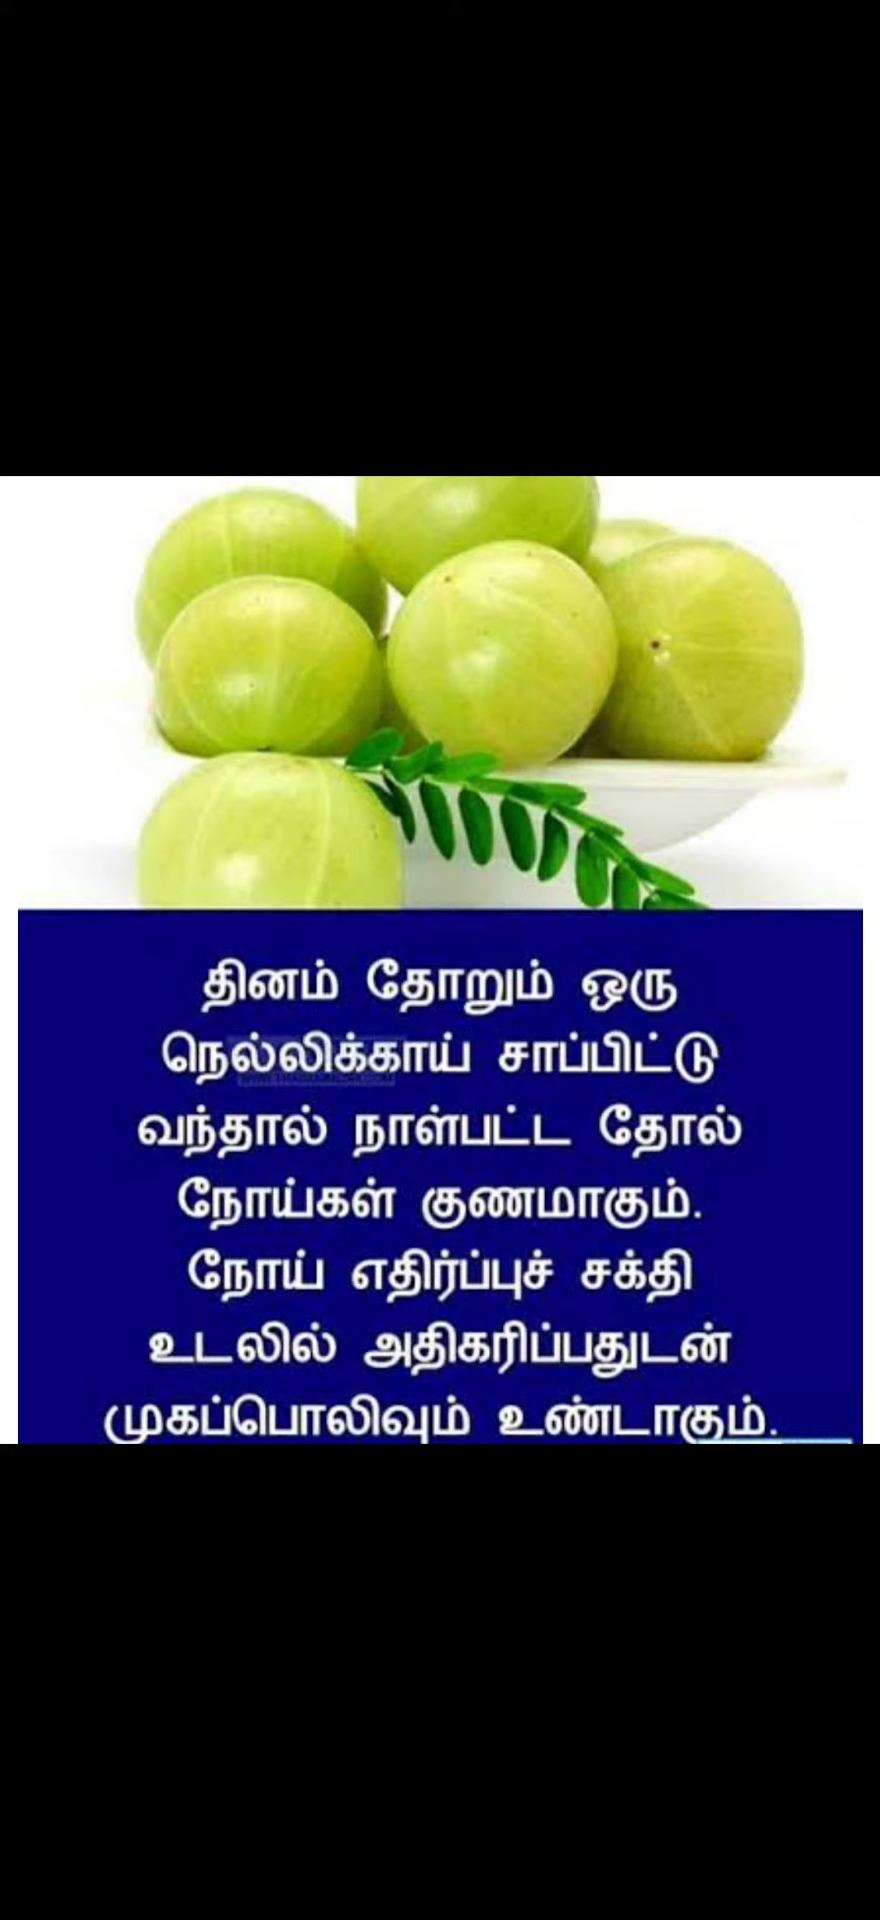 தினம் தோறும் ஒரு
நெல்லிக்காய் சாப்பிட்டு
வந்தால் நாள்பட்ட தோல்
நோய்கள் குணமாகும்.
நோய் எதிர்ப்புச் சக்தி
உடலில் அதிகரிப்பதுடன்
முகப்பொலிவும் உண்டாகும்.